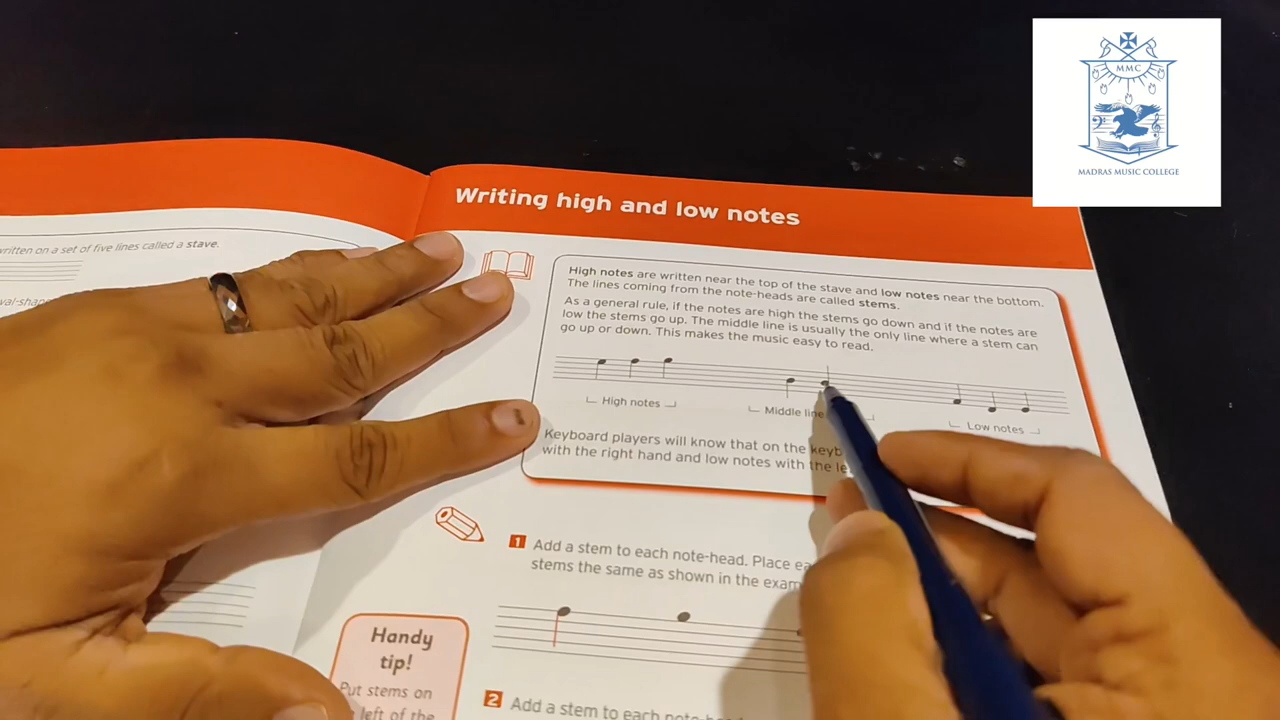 MMC
MADRAS MUSIC COLLEGE
Writing high and low notes
written on a set of five lines called a stave.
High notes are written near the top of the stave and low notes near the bottom.
The lines coming from the note-heads are called stems.
As a general rule, if the notes are high the stems go down and if the notes are
low the stems go up. The middle line is usually the only line where a stem can
go up or down. This makes the music easy to read.
High notes
Middle line
Low notes
Keyboard players will know that on the
with the right hand and low notes with the
1 Add a stem to each note-head. Place
stems the same as shown in the
Handy
tip!
Put stems on
left of the
2 Add a stem to each